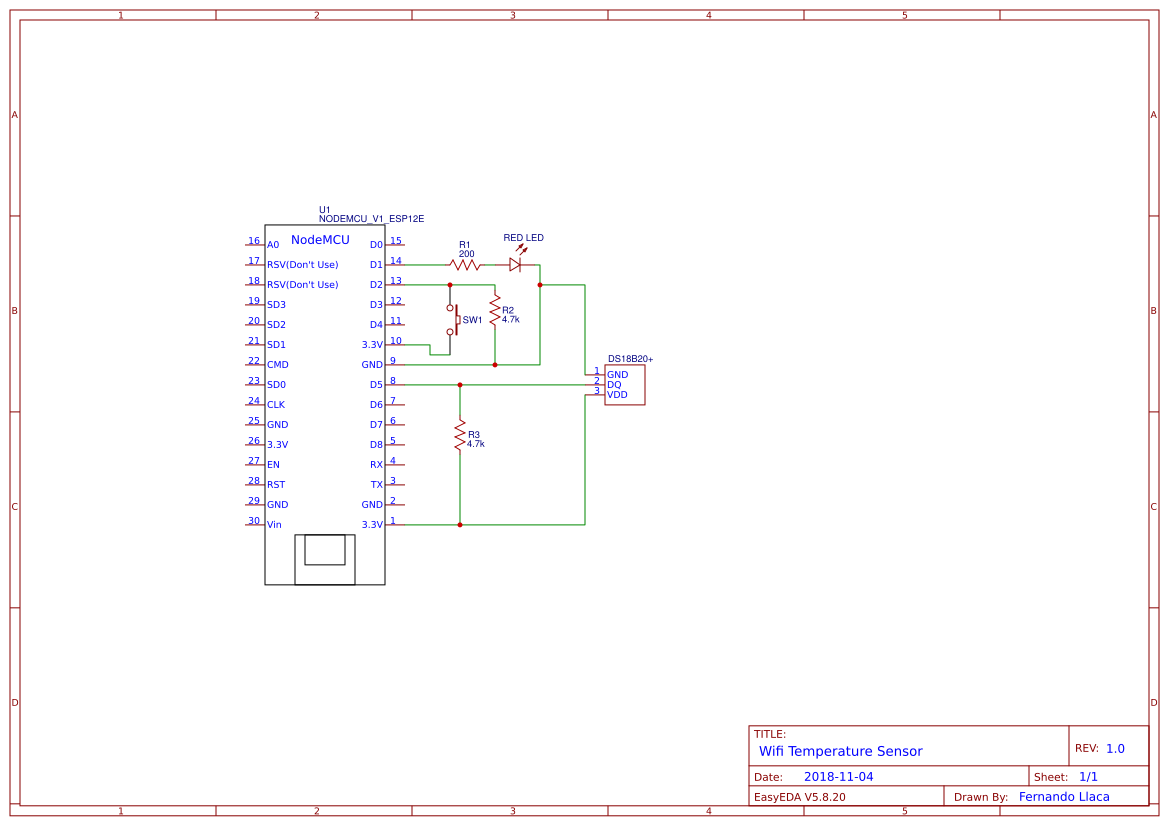 1 2 3 4 5
A A
U1
NODEMCU_V1_ESP12E
NodeMCU
RED LED
R1
200
16 A0 D0 15
17 RSV(Don't Use) D1 14
18 RSV(Don't Use) D2 13
19 SD3 D3 12
20 SD2 D4 11
21 SD1 3.3V 10
22 CMD GND 9
23 SD0 D5 8
24 CLK D6 7
25 GND D7 6
26 3.3V D8 5
27 EN RX 4
28 RST TX 3
29 GND GND 2
30 Vin 3.3V 1
B B
SW1
R2
4.7k
DS18B20+
1 GND
2 DQ
3 VDD
R3
4.7k
C C
D D
TITLE:
Wifi Temperature Sensor
REV: 1.0
Date: 2018-11-04
Sheet: 1/1
EasyEDA V5.8.20
Drawn By: Fernando Llaca
1 2 3 4 5